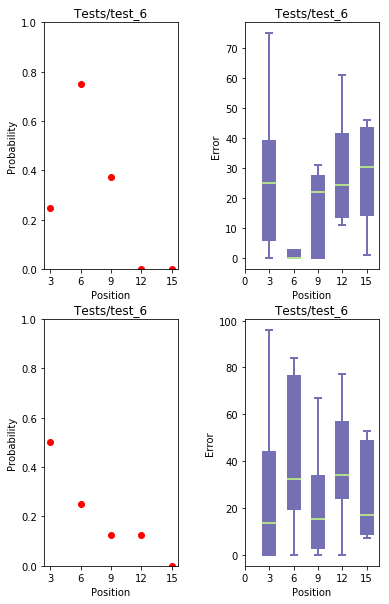 Tests/test_6
1.0
0.8
0.6
0.4
0.2
0.0
Probability
3 6 9 12 15
Position
Tests/test_6
70
60
50
40
30
20
10
0
Error
0 3 6 9 12 15
Position
Tests/test_6
1.0
0.8
0.6
0.4
0.2
0.0
Probability
3 6 9 12 15
Position
Tests/test_6
100
80
60
40
20
0
Error
0 3 6 9 12 15
Position